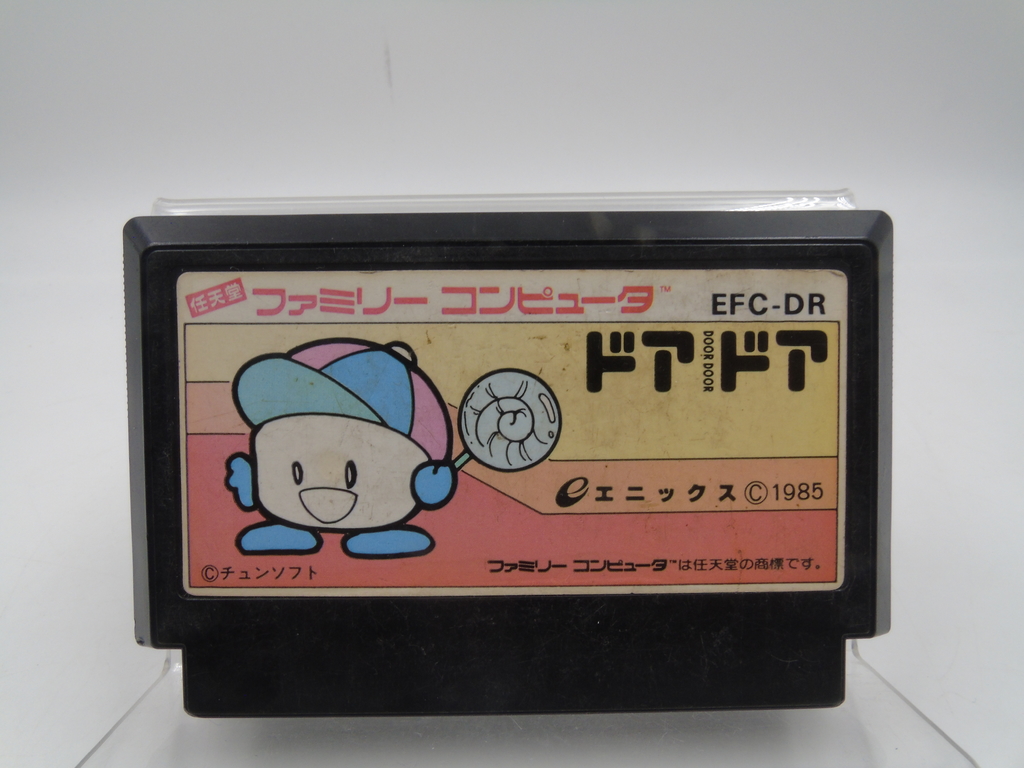 任天堂 ファミリー コンピュータ™ EFC-DR
ドア DOOR DOOR ドア
e エニックス ©1985
©チュンソフト
ファミリー コンピュータ™は任天堂の商標です。